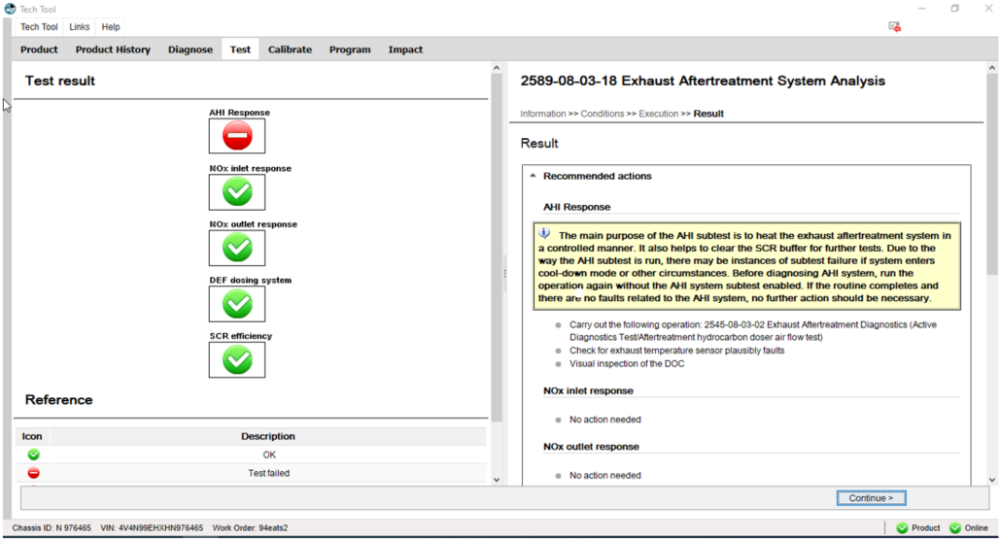 Tech Tool
Tech Tool Links Help
Product Product History Diagnose Test Calibrate Program Impact
Test result
AHI Response
NOx inlet response
NOx outlet response
DEF dosing system
SCR efficiency
Reference
Icon Description
OK
Test failed
2589-08-03-18 Exhaust Aftertreatment System Analysis
Information >> Conditions >> Execution >> Result
Result
Recommended actions
AHI Response
The main purpose of the AHI subtest is to heat the exhaust aftertreatment system in
a controlled manner. It also helps to clear the SCR buffer for further tests. Due to the
way the AHI subtest is run, there may be instances of subtest failure if system enters
cool-down mode or other circumstances. Before diagnosing AHI system, run the
operation again without the AHI system subtest enabled. If the routine completes and
there are no faults related to the AHI system, no further action should be necessary.
Carry out the following operation: 2545-08-03-02 Exhaust Aftertreatment Diagnostics (Active
Diagnostics Test/Aftertreatment hydrocarbon doser air flow test)
Check for exhaust temperature sensor plausibly faults
Visual inspection of the DOC
NOx inlet response
No action needed
NOx outlet response
No action needed
Continue >
Chassis ID: N 976465 VIN: 4V4N99EHXHN976465 Work Order: 94eats2
Product Online